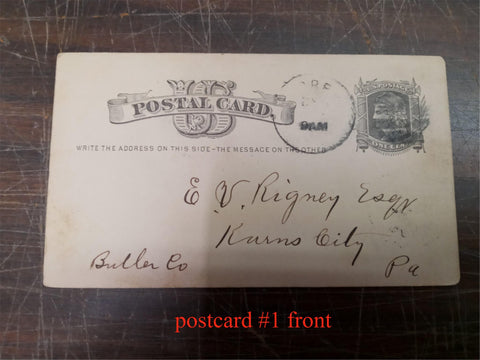 U S
POSTAL CARD.
WRITE THE ADDRESS ON THIS SIDE-THE MESSAGE ON THE OTHER
9AM
E. V. Rigney Esqr.
Karns City
Butler Co
Pa
postcard #1 front